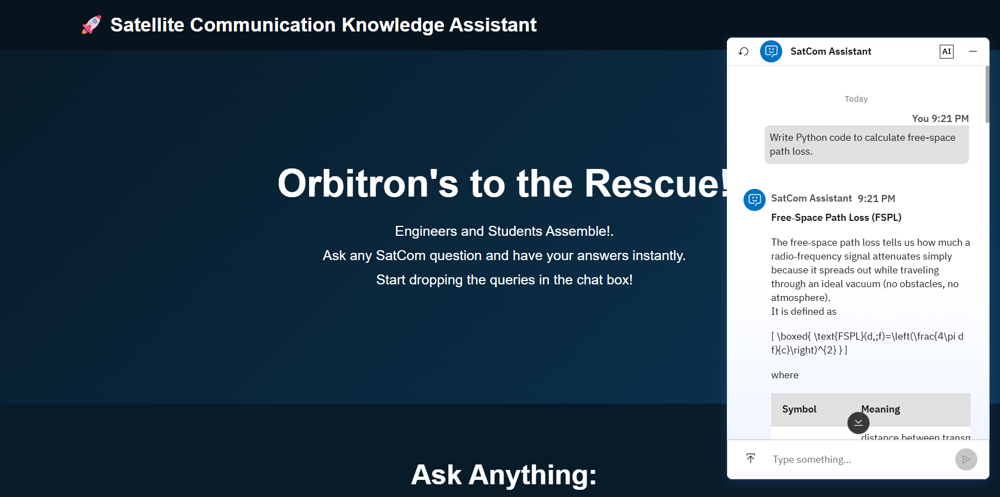 Satellite Communication Knowledge Assistant
Orbitron's to the Rescue!
Engineers and Students Assemble!.
Ask any SatCom question and have your answers instantly.
Start dropping the queries in the chat box!
Ask Anything:
SatCom Assistant
AI
Today
You 9:21 PM
Write Python code to calculate free-space
path loss.
SatCom Assistant 9:21 PM
Free-Space Path Loss (FSPL)
The free-space path loss tells us how much a
radio-frequency signal attenuates simply
because it spreads out while traveling
through an ideal vacuum (no obstacles, no
atmosphere).
It is defined as
[ \boxed{ \text{FSPL}(d,;f)=\left(\frac{4\pi d
f}{c}\right)^{2} } ]
where
Symbol Meaning
distance between transm
Type something...